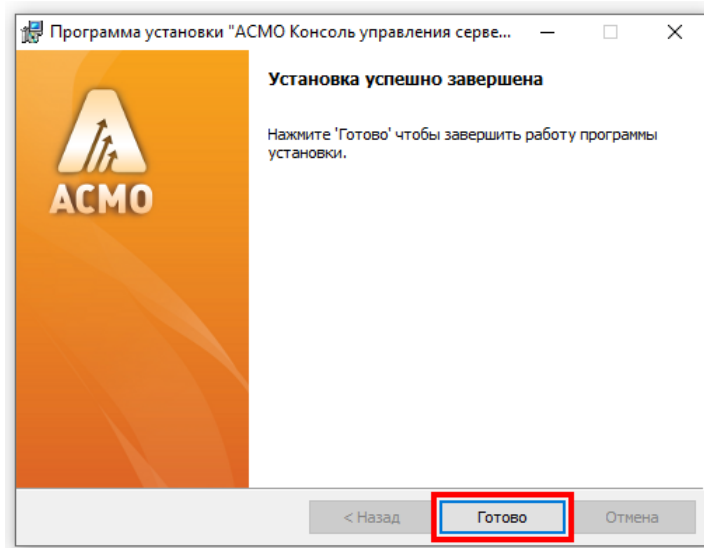 Программа установки "АСМО Консоль управления серве...
Установка успешно завершена
Нажмите 'Готово' чтобы завершить работу программы
установки.
АСМО
< Назад
Готово
Отмена